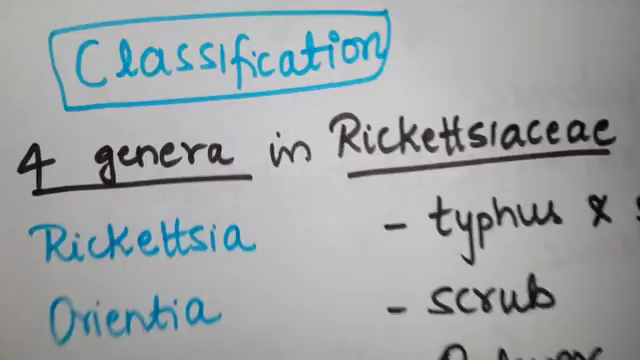 Classification
4 genera in Rickettsiaceae
Rickettsia - typhus &
Orientia - scrub